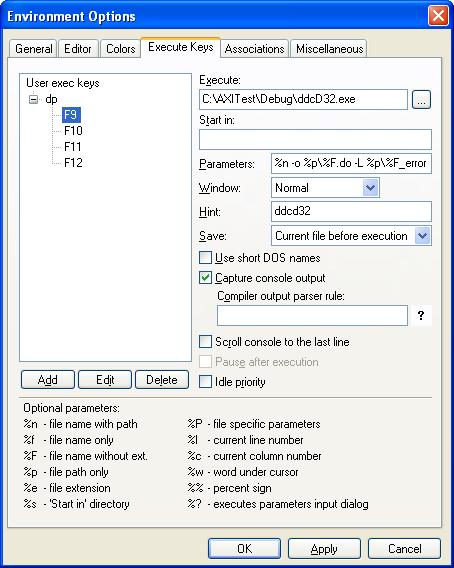 Environment Options
General Editor Colors Execute Keys Associations Miscellaneous
User exec keys
dp
F9
F10
F11
F12
Add Edit Delete
Execute:
C:\AXITest\Debug\ddcD32.exe ...
Start in:
Parameters: %n -o %p\%F.do -L %p\%F_error
Window: Normal
Hint: ddcd32
Save: Current file before execution
Use short DOS names
Capture console output
Compiler output parser rule:
?
Scroll console to the last line
Pause after execution
Idle priority
Optional parameters:
%n - file name with path
%f - file name only
%F - file name without ext.
%p - file path only
%e - file extension
%s - 'Start in' directory
%P - file specific parameters
%l - current line number
%c - current column number
%w - word under cursor
%% - percent sign
%? - executes parameters input dialog
OK Apply Cancel